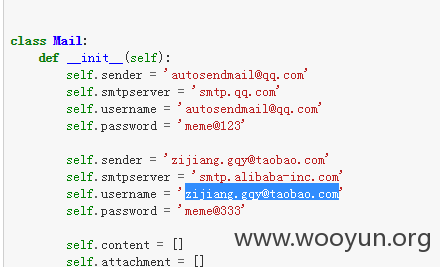 class Mail:
def __init__(self):
self.sender = 'autosendmail@qq.com'
self.smtpserver = 'smtp.qq.com'
self.username = 'autosendmail@qq.com'
self.password = 'meme@123'
self.sender = 'zijiang.gqy@taobao.com'
self.smtpserver = 'smtp.alibaba-inc.com'
self.username = 'zijiang.gqy@taobao.com'
self.password = 'meme@333'
self.content = []
self.attachment = []
www.wooyun.org